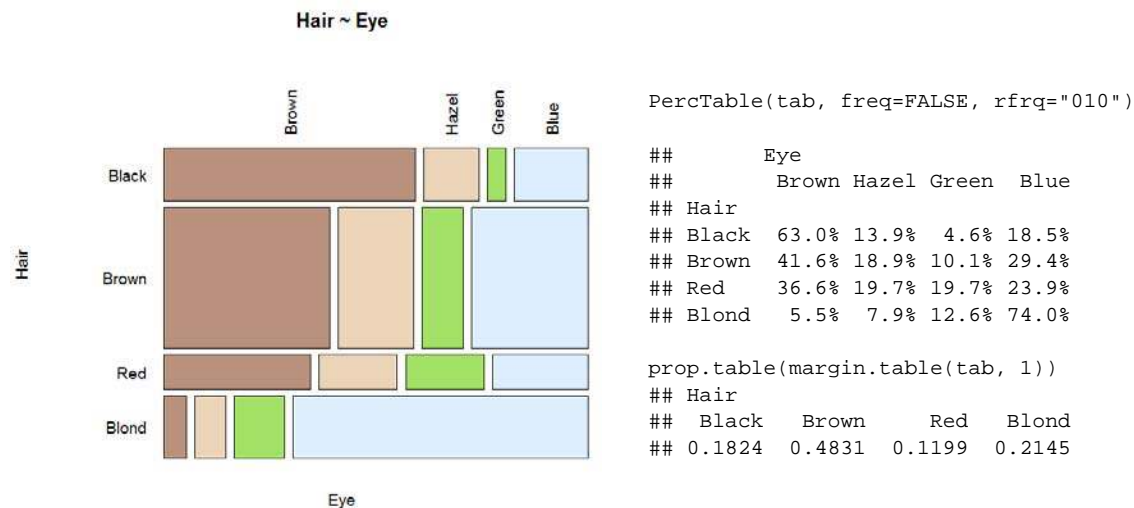 Hair ~ Eye
Brown
Hazel
Green
Blue
Black
Brown
Red
Blond
Hair
Eye
PercTable(tab, freq=FALSE, rfrq="010")
## Eye
## Brown Hazel Green Blue
## Hair
## Black 63.0% 13.9% 4.6% 18.5%
## Brown 41.6% 18.9% 10.1% 29.4%
## Red 36.6% 19.7% 19.7% 23.9%
## Blond 5.5% 7.9% 12.6% 74.0%
prop.table(margin.table(tab, 1))
## Hair
## Black Brown Red Blond
## 0.1824 0.4831 0.1199 0.2145